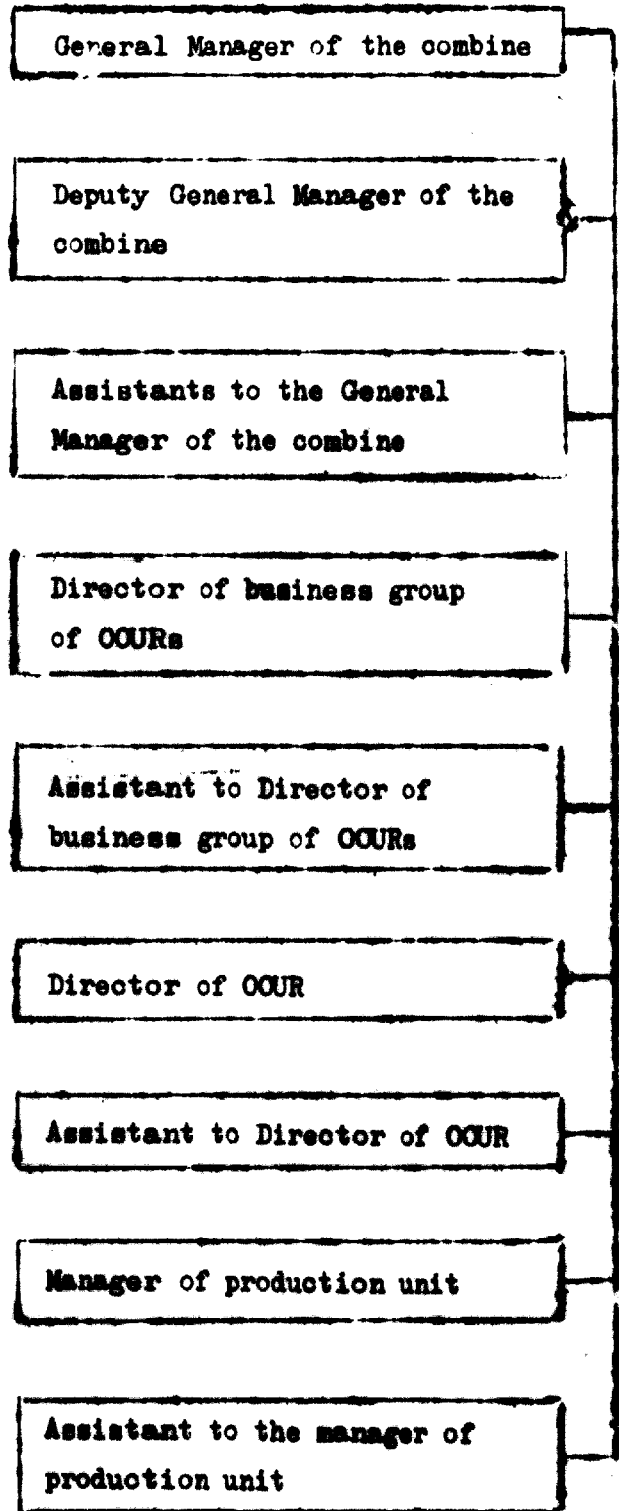 General Manager of the combine
Deputy General Manager of the
combine
Assistants to the General
Manager of the combine
Director of business group
of OOURs
Assistant to Director of
business group of OOURs
Director of OOUR
Assistant to Director of OOUR
Manager of production unit
Assistant to the manager of
production unit